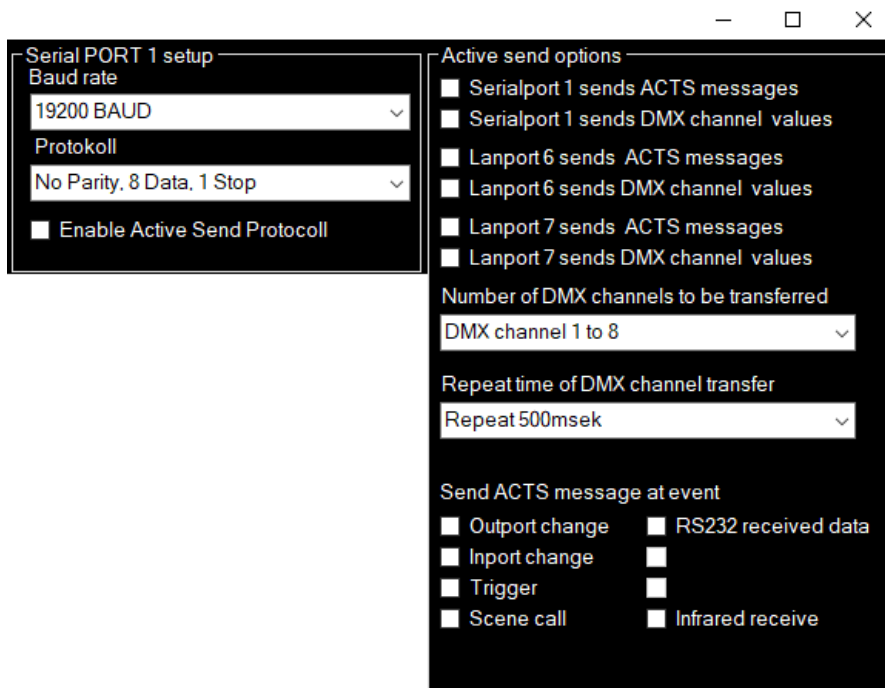 Serial PORT 1 setup
Baud rate
19200 BAUD
Protokoll
No Parity, 8 Data, 1 Stop
Enable Active Send Protocoll
Active send options
Serialport 1 sends ACTS messages
Serialport 1 sends DMX channel values
Lanport 6 sends ACTS messages
Lanport 6 sends DMX channel values
Lanport 7 sends ACTS messages
Lanport 7 sends DMX channel values
Number of DMX channels to be transferred
DMX channel 1 to 8
Repeat time of DMX channel transfer
Repeat 500msek
Send ACTS message at event
Outport change RS232 received data
Inport change
Trigger
Scene call Infrared receive